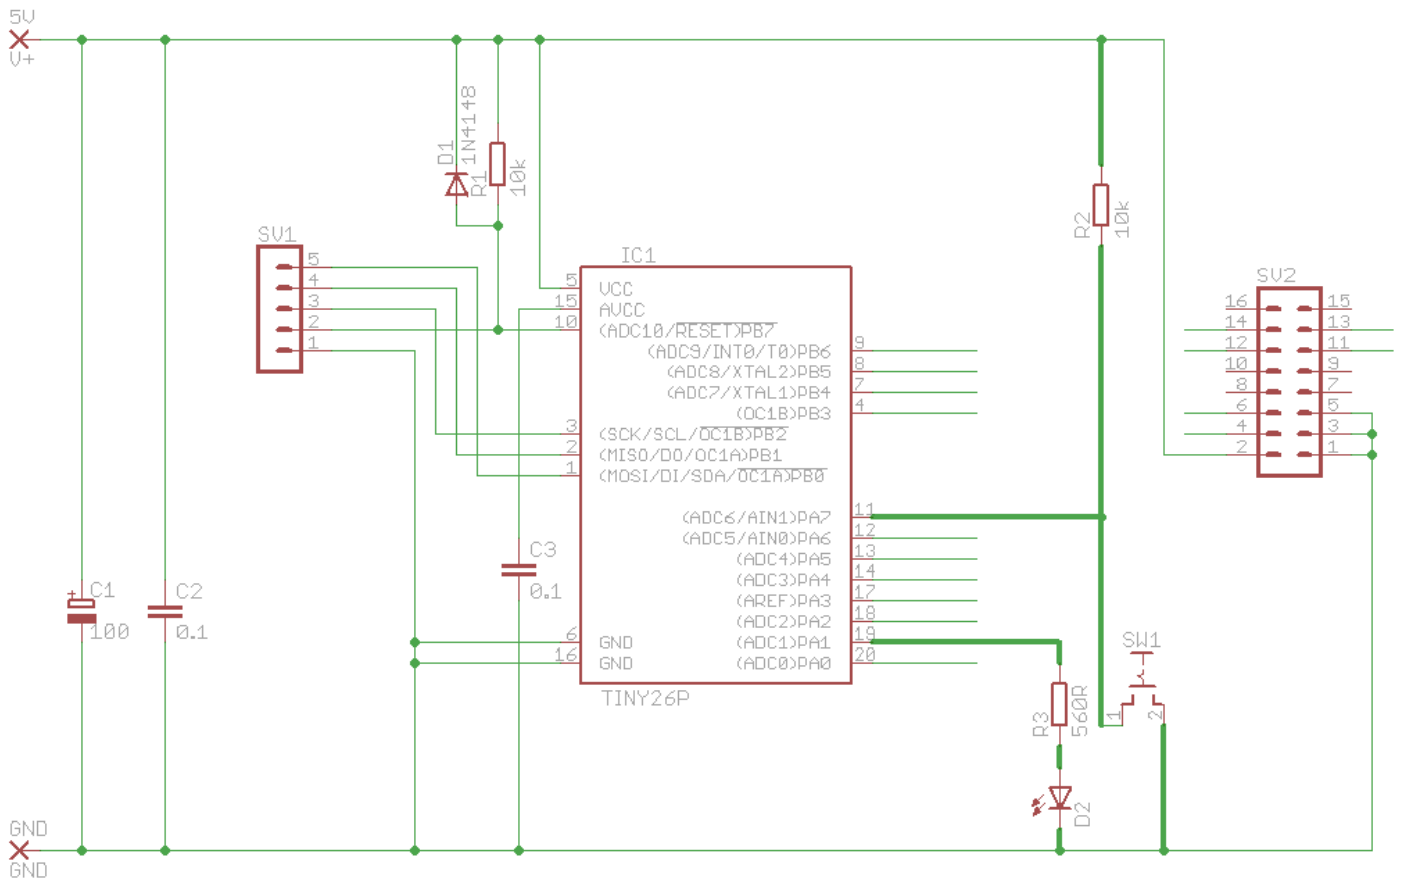 5V
V+
D1
1N4148
R1
10k
R2
10k
SV1
5
4
3
2
1
IC1
5 VCC
15 AVCC
10 (ADC10/RESET)PB7
(ADC9/INT0/T0)PB6 9
(ADC8/XTAL2)PB5 8
(ADC7/XTAL1)PB4 7
(OC1B)PB3 4
3 (SCK/SCL/OC1B)PB2
2 (MISO/DO/OC1A)PB1
1 (MOSI/DI/SDA/OC1A)PB0
(ADC6/AIN1)PA7 11
(ADC5/AIN0)PA6 12
(ADC4)PA5 13
(ADC3)PA4 14
(AREF)PA3 17
(ADC2)PA2 18
6 GND (ADC1)PA1 19
16 GND (ADC0)PA0 20
TINY26P
SV2
16 15
14 13
12 11
10 9
8 7
6 5
4 3
2 1
C3
0.1
+
C1
100
C2
0.1
SW1
1
2
R3
560R
D2
GND
GND